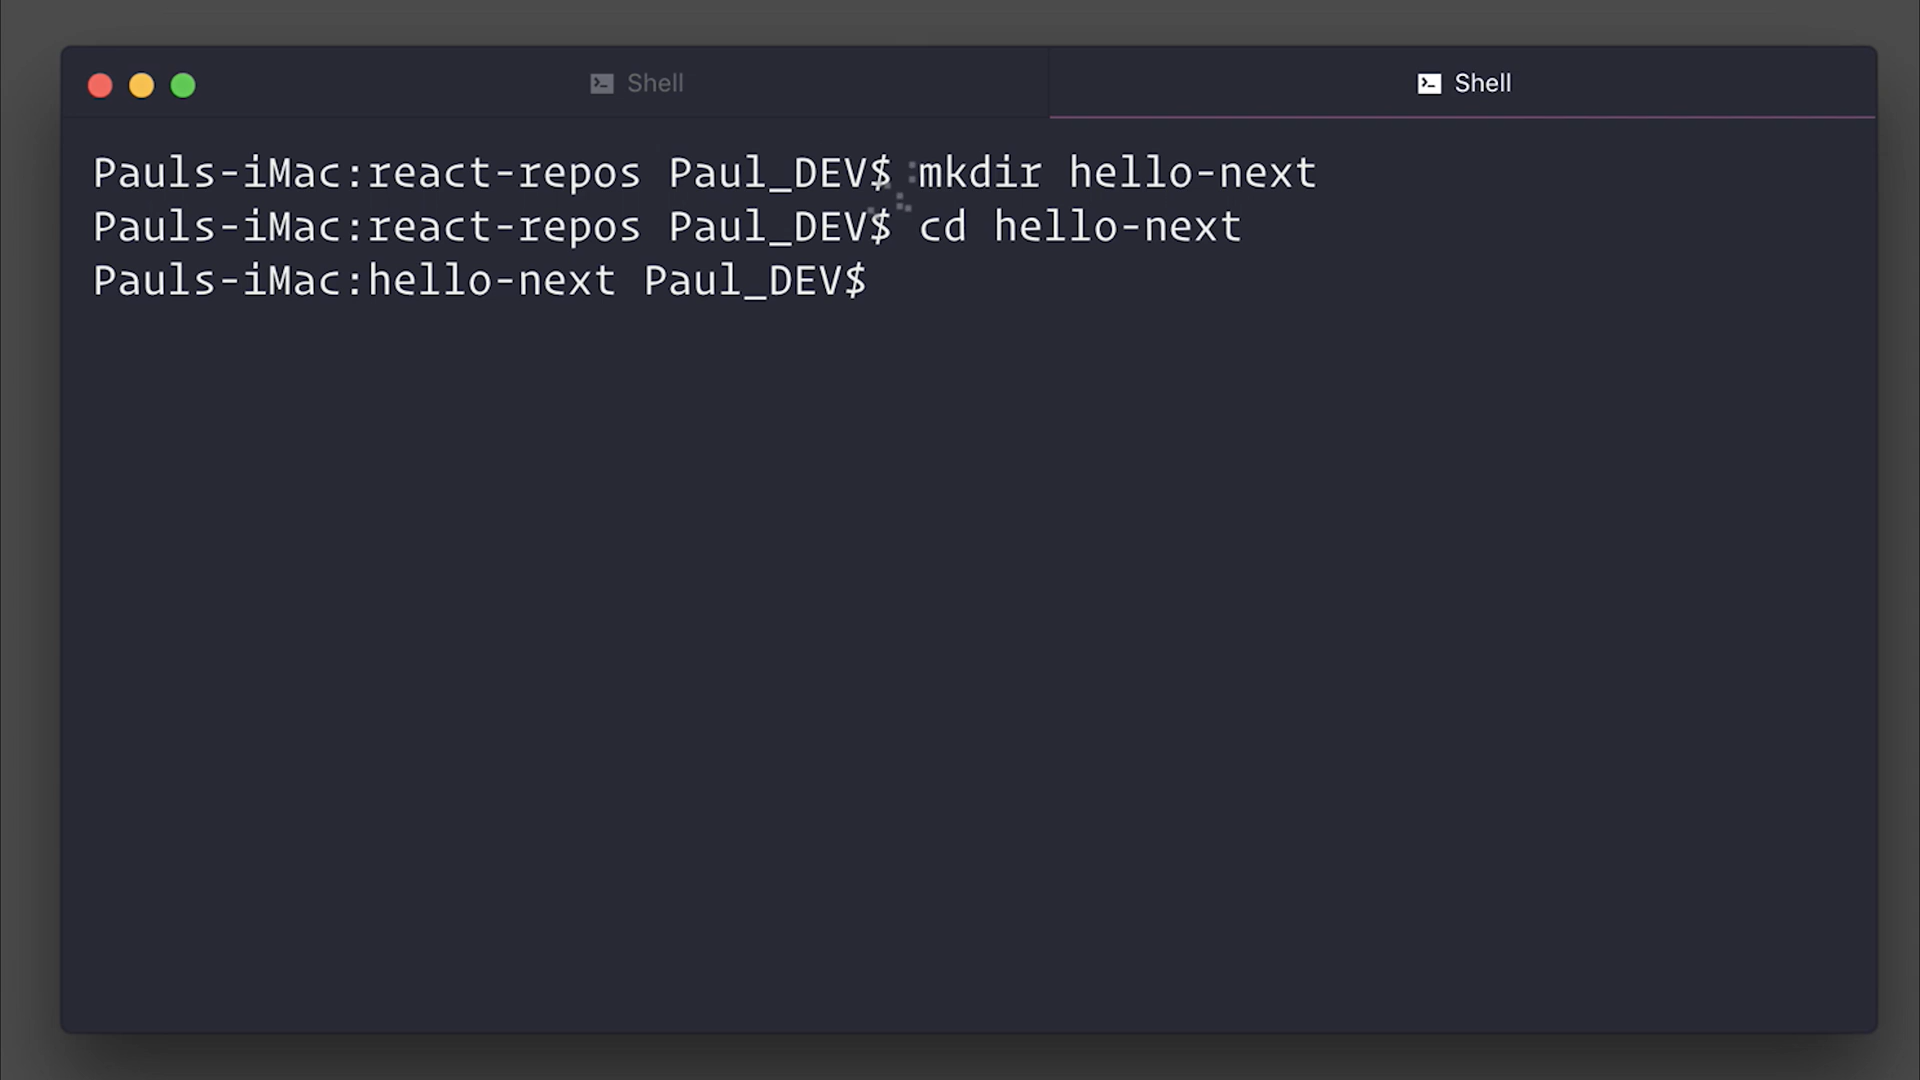 Shell
Shell
Pauls-iMac:react-repos Paul_DEV$ mkdir hello-next
Pauls-iMac:react-repos Paul_DEV$ cd hello-next
Pauls-iMac:hello-next Paul_DEV$